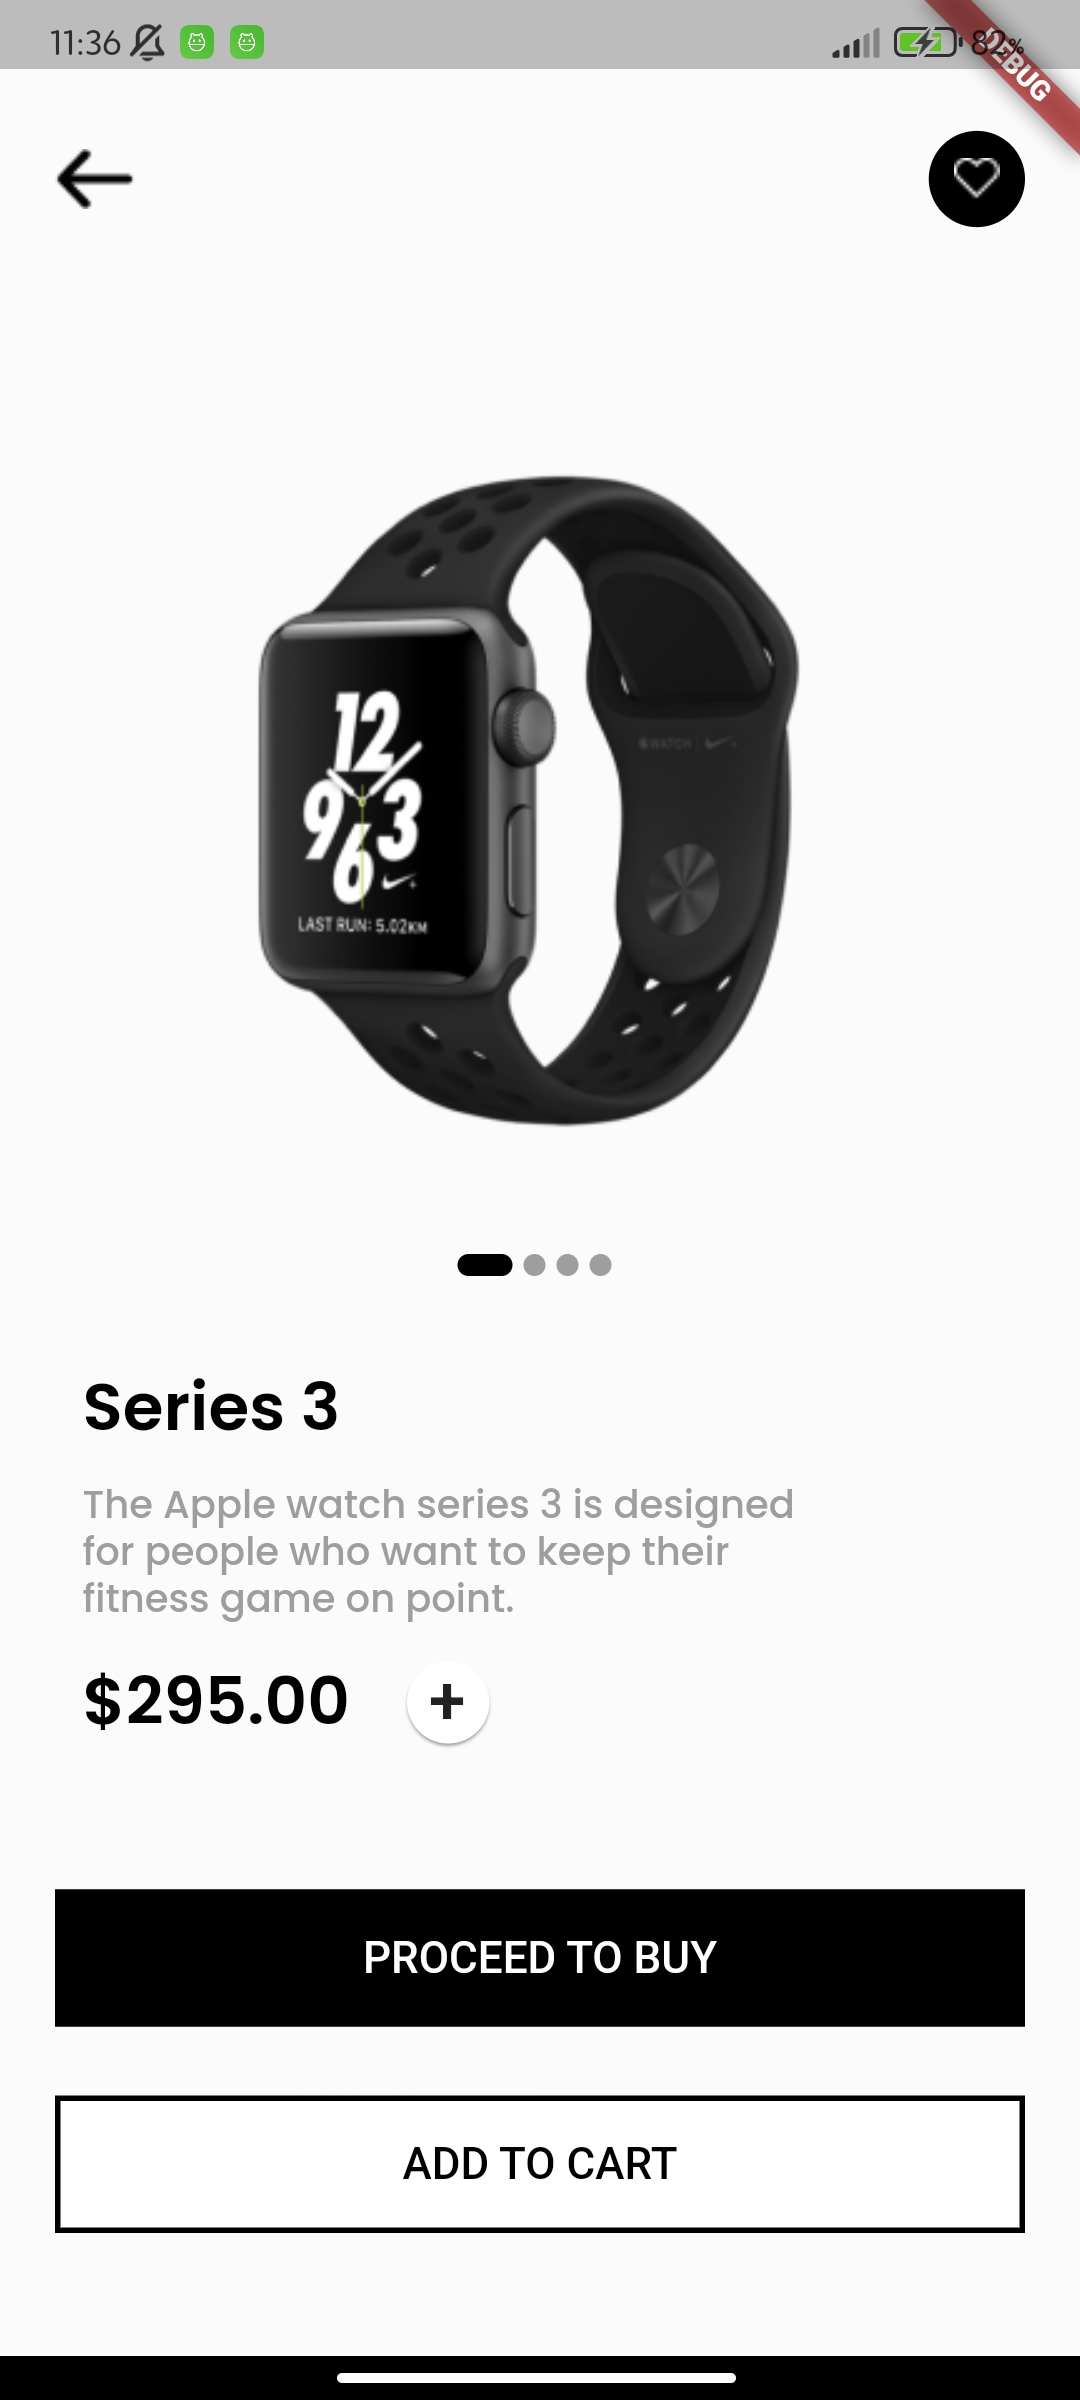 11:36
82%
DEBUG
12
9 3
6
LAST RUN: 5.02KM
WATCH
Series 3
The Apple watch series 3 is designed
for people who want to keep their
fitness game on point.
$295.00 +
PROCEED TO BUY
ADD TO CART